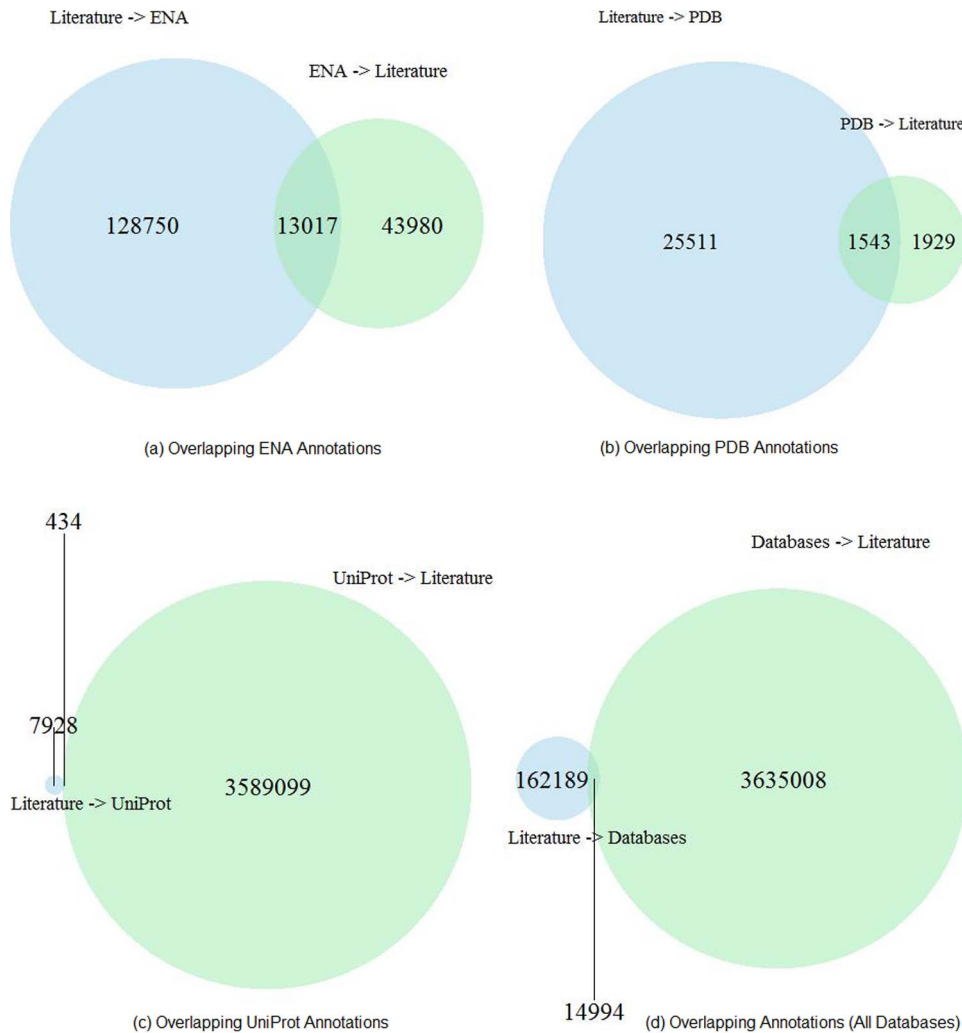 Literature -> ENA
ENA -> Literature
128750
13017
43980
(a) Overlapping ENA Annotations
Literature -> PDB
PDB -> Literature
25511
1543
1929
(b) Overlapping PDB Annotations
434
UniProt -> Literature
7928
3589099
Literature -> UniProt
(c) Overlapping UniProt Annotations
Databases -> Literature
162189
3635008
Literature -> Databases
14994
(d) Overlapping Annotations (All Databases)